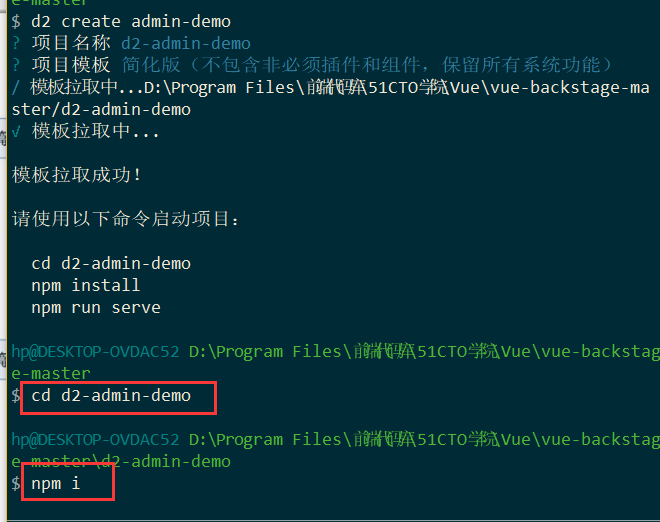 e-master
$ d2 create admin-demo
? 项目名称 d2-admin-demo
? 项目模板 简化版（不包含非必须插件和组件，保留所有系统功能）
/ 模板拉取中...D:\Program Files\前端代码\51CTO学院\Vue\vue-backstage-ma
ster/d2-admin-demo
√ 模板拉取中...
模板拉取成功！
请使用以下命令启动项目：
cd d2-admin-demo
npm install
npm run serve
hp@DESKTOP-OVDAC52 D:\Program Files\前端代码\51CTO学院\Vue\vue-backstag
e-master
$ cd d2-admin-demo
hp@DESKTOP-OVDAC52 D:\Program Files\前端代码\51CTO学院\Vue\vue-backstag
e-master\d2-admin-demo
$ npm i